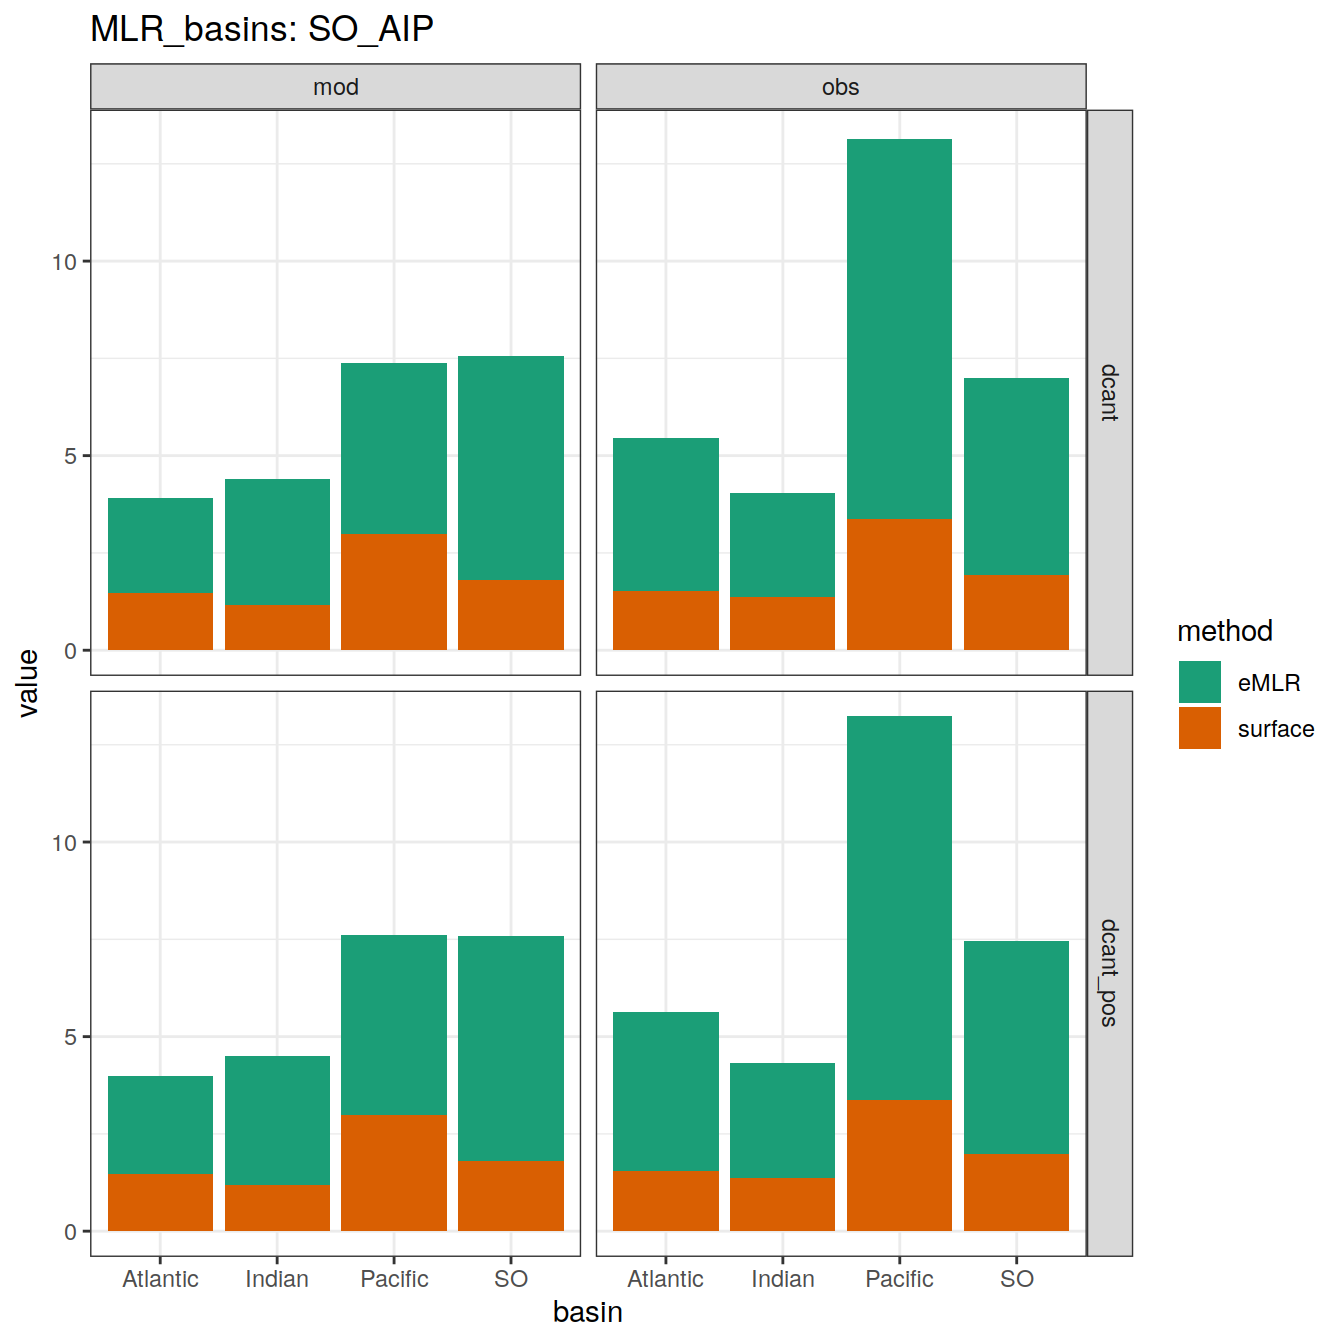 MLR_basins: SO_AIP
mod
obs
10
5
0
dcant
10
5
0
dcant_pos
value
Atlantic Indian Pacific SO
Atlantic Indian Pacific SO
basin
method
eMLR
surface